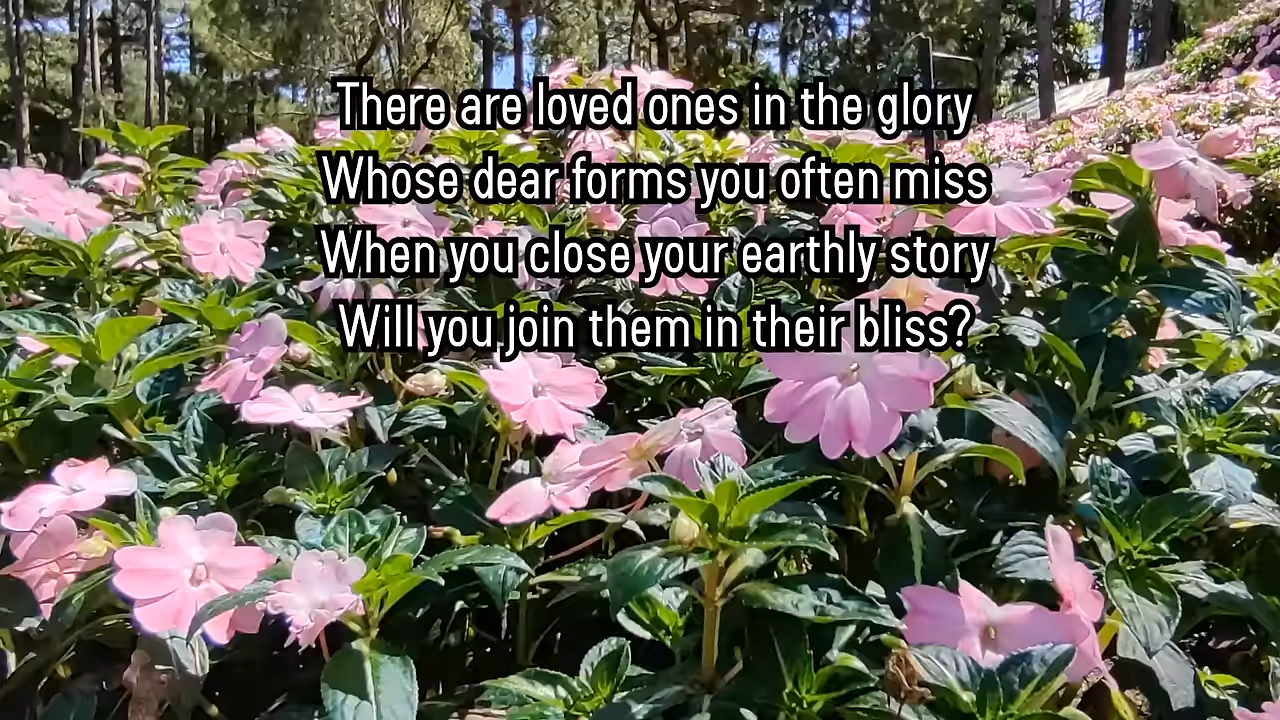 There are loved ones in the glory
Whose dear forms you often miss
When you close your earthly story
Will you join them in their bliss?